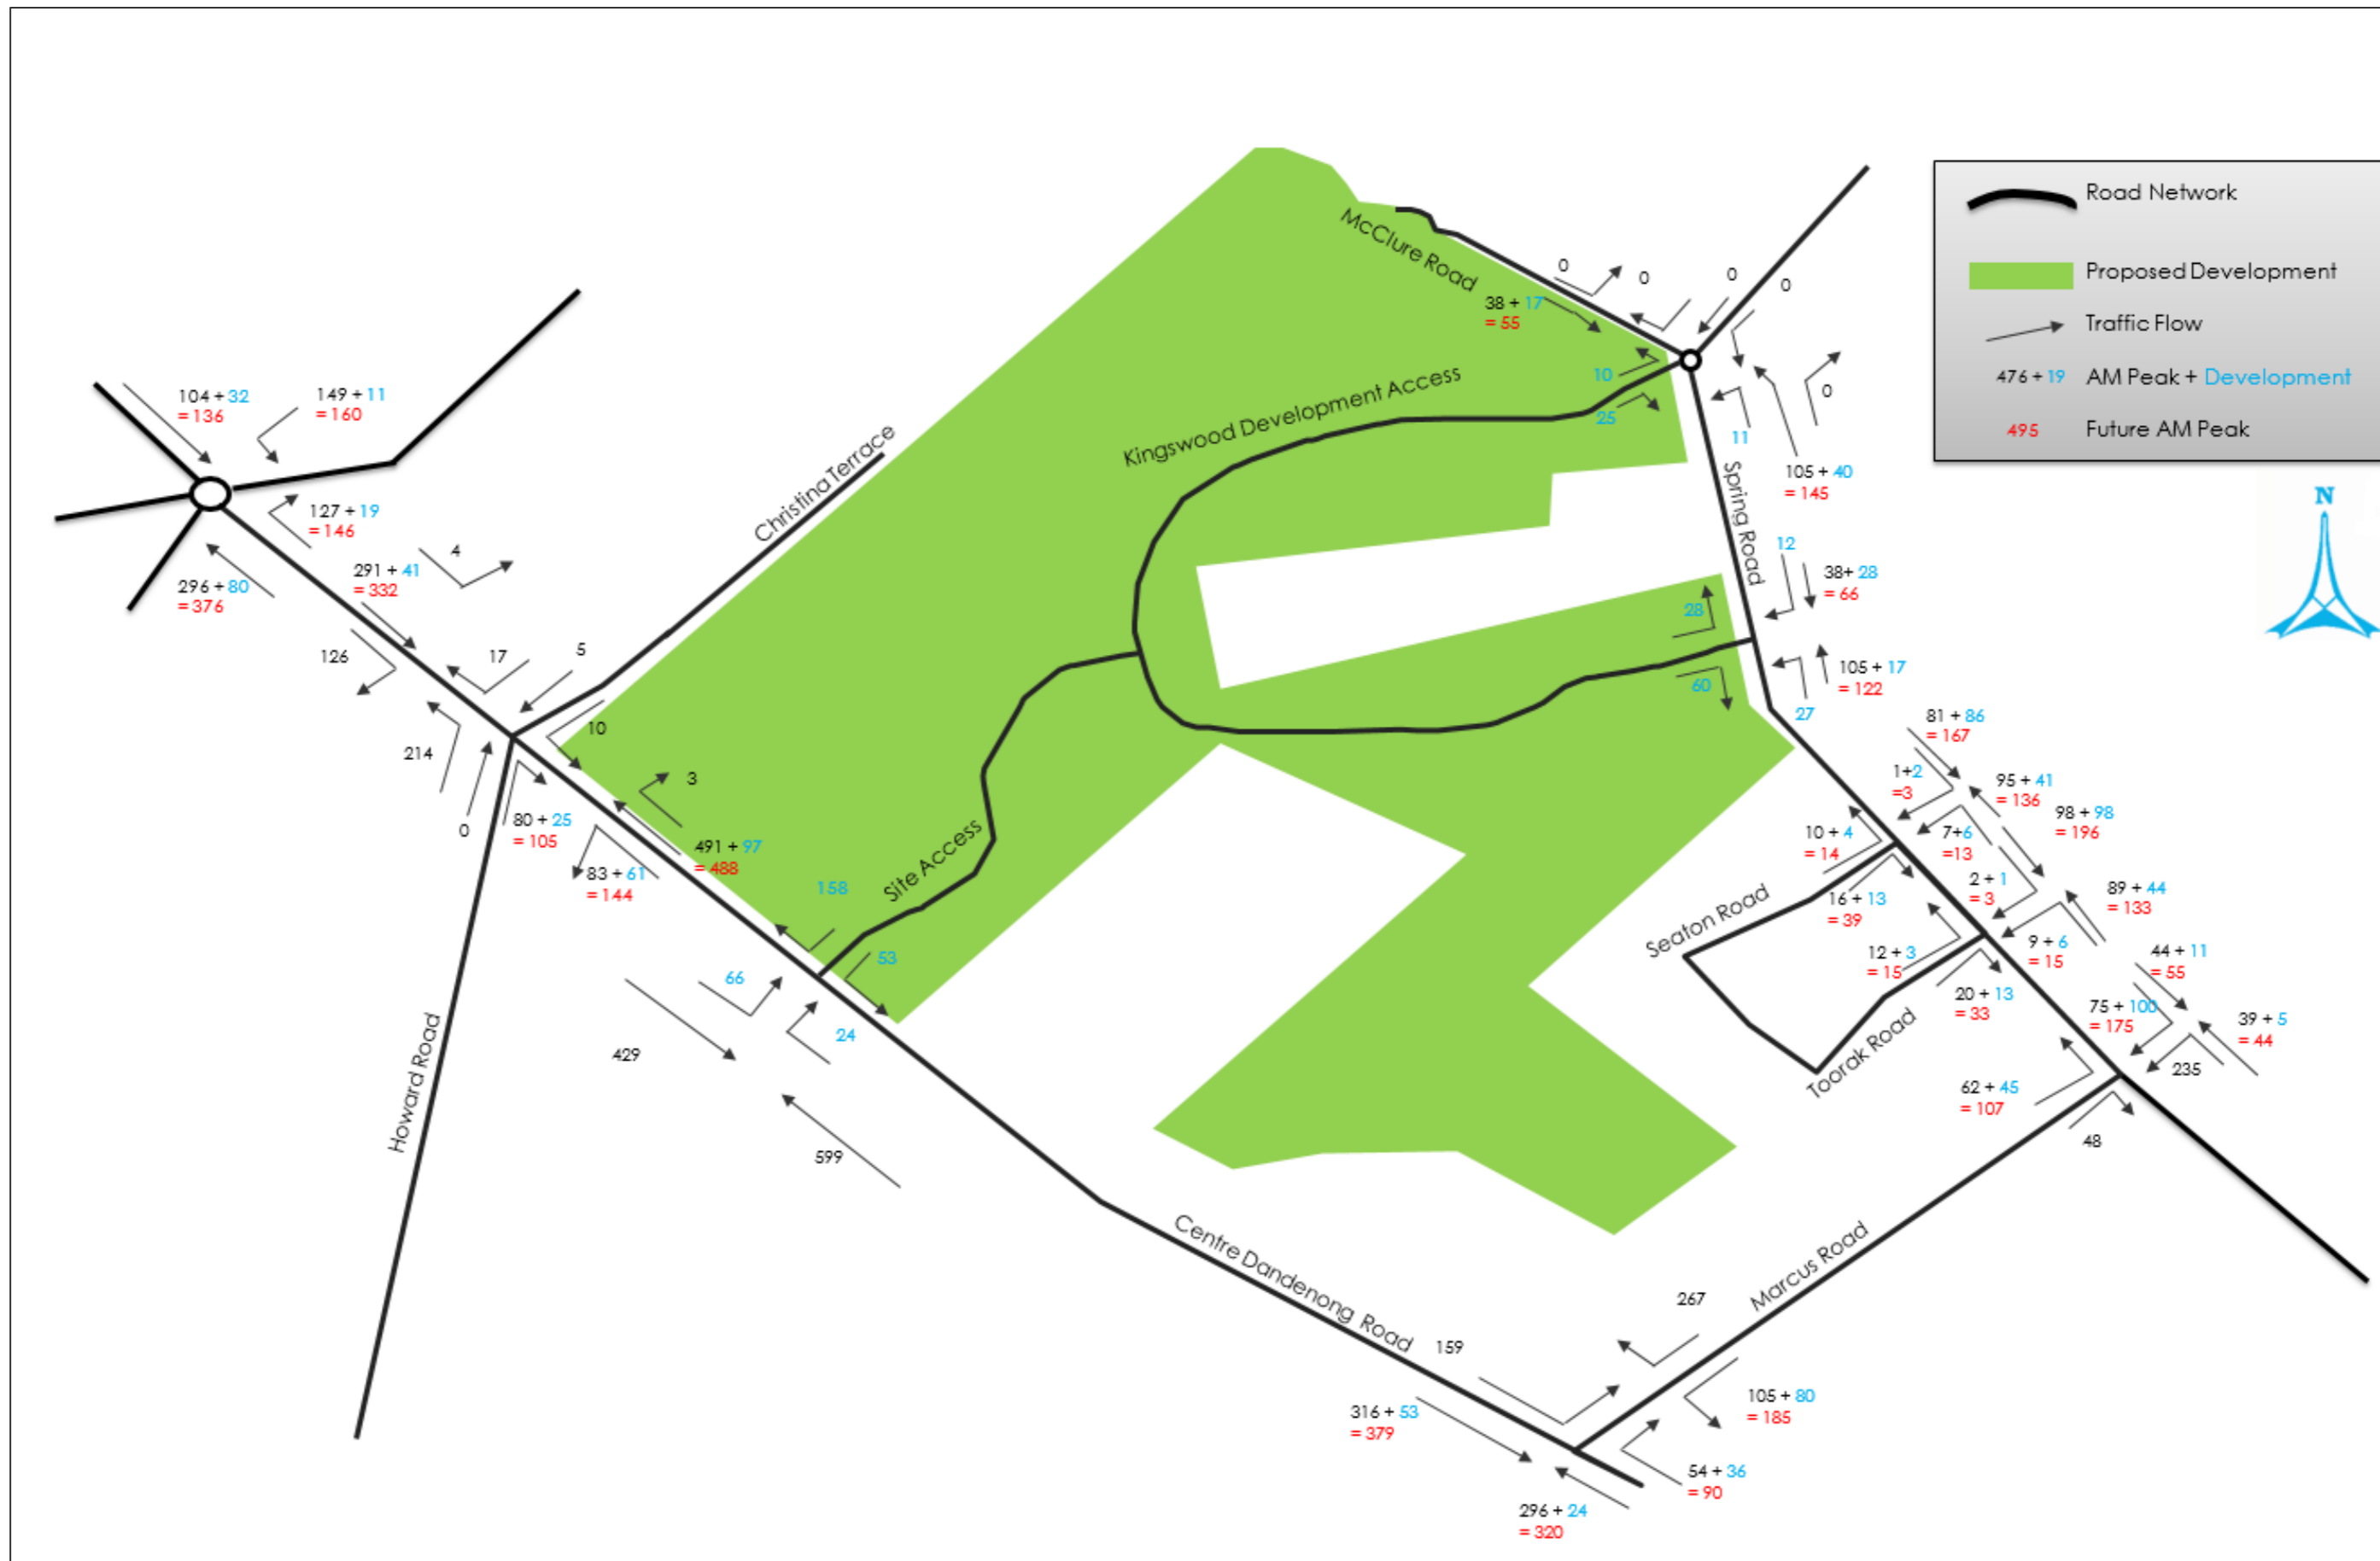 Road Network
Proposed Development
Traffic Flow
476 + 19 AM Peak + Development
495 Future AM Peak
N
McClure Road
0
0
0
0
38 + 17
= 55
10
Kingswood Development Access
25
11
0
105 + 40
= 145
Spring Road
104 + 32
= 136
149 + 11
= 160
Christina Terrace
127 + 19
= 146
296 + 80
= 376
291 + 41
= 332
4
12
38+ 28
= 66
28
60
105 + 17
= 122
27
126
17
5
214
10
0
80 + 25
= 105
3
491 + 97
= 488
83 + 61
= 144
158
Site Access
53
66
24
429
599
Howard Road
81 + 86
= 167
1+2
=3
95 + 41
= 136
98 + 98
= 196
10 + 4
= 14
7+6
=13
2 + 1
= 3
89 + 44
= 133
16 + 13
= 39
Seaton Road
12 + 3
= 15
9 + 6
= 15
44 + 11
= 55
20 + 13
= 33
75 + 100
= 175
39 + 5
= 44
Toorak Road
235
62 + 45
= 107
48
Centre Dandenong Road
Marcus Road
267
159
316 + 53
= 379
105 + 80
= 185
54 + 36
= 90
296 + 24
= 320